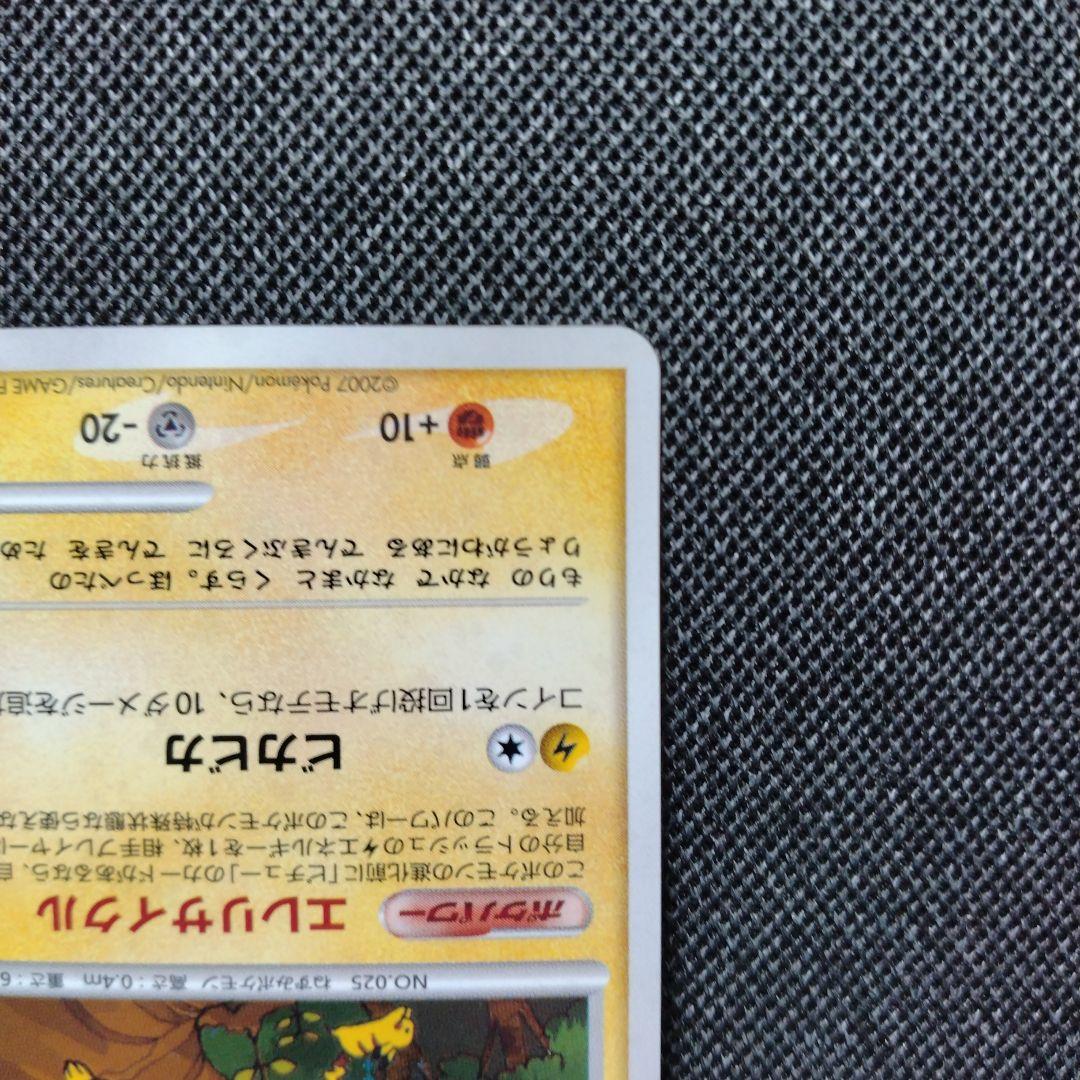 NO.025 ねずみポケモン 高さ：0.4m 重さ：6
ポケパワー エレリサイクル
このポケモンの進化前に「ピチュー」のカードがあるなら、自
自分のトラッシュの エネルギーを1枚、相手プレイヤーに
加える。このパワーは、このポケモンが特殊状態なら使えな
ピカピカ
コインを1回投げオモテなら、10ダメージを追加
もりの なかで なかまと くらす。ほっぺたの
りょうがわにある でんきぶくろに でんきを ため
弱点 抵抗力
+10 -20
©2007 Pokémon/Nintendo/Creatures/GAME F